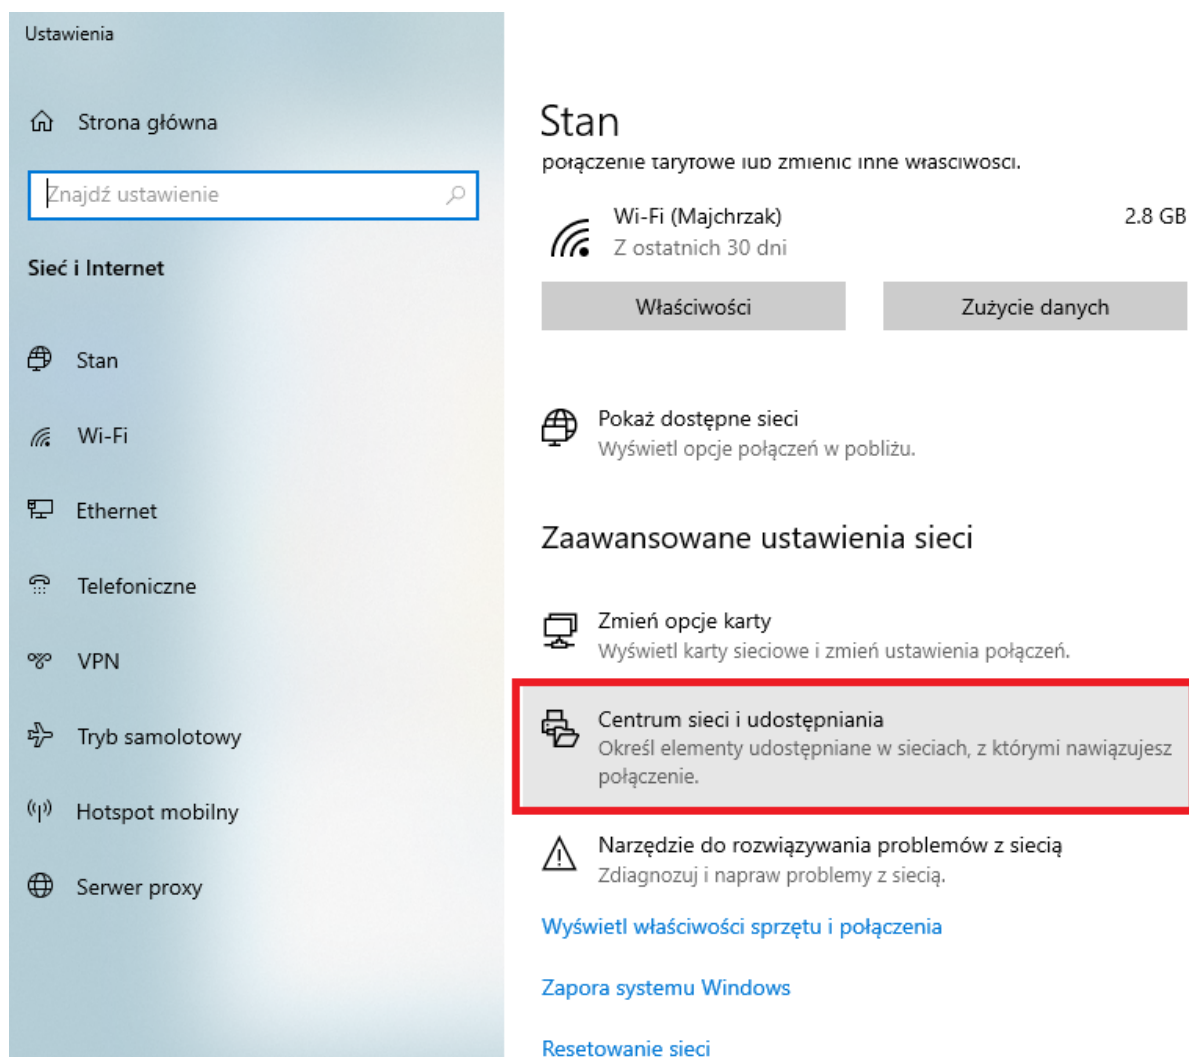 Ustawienia
Strona główna
Znajdź ustawienie
Sieć i Internet
Stan
Wi-Fi
Ethernet
Telefoniczne
VPN
Tryb samolotowy
Hotspot mobilny
Serwer proxy
Stan
połączenie taryfowe lub zmienić inne właściwości.
Wi-Fi (Majchrzak)
2.8 GB
Z ostatnich 30 dni
Właściwości
Zużycie danych
Pokaż dostępne sieci
Wyświetl opcje połączeń w pobliżu.
Zaawansowane ustawienia sieci
Zmień opcje karty
Wyświetl karty sieciowe i zmień ustawienia połączeń.
Centrum sieci i udostępniania
Określ elementy udostępniane w sieciach, z którymi nawiązujesz
połączenie.
Narzędzie do rozwiązywania problemów z siecią
Zdiagnozuj i napraw problemy z siecią.
Wyświetl właściwości sprzętu i połączenia
Zapora systemu Windows
Resetowanie sieci